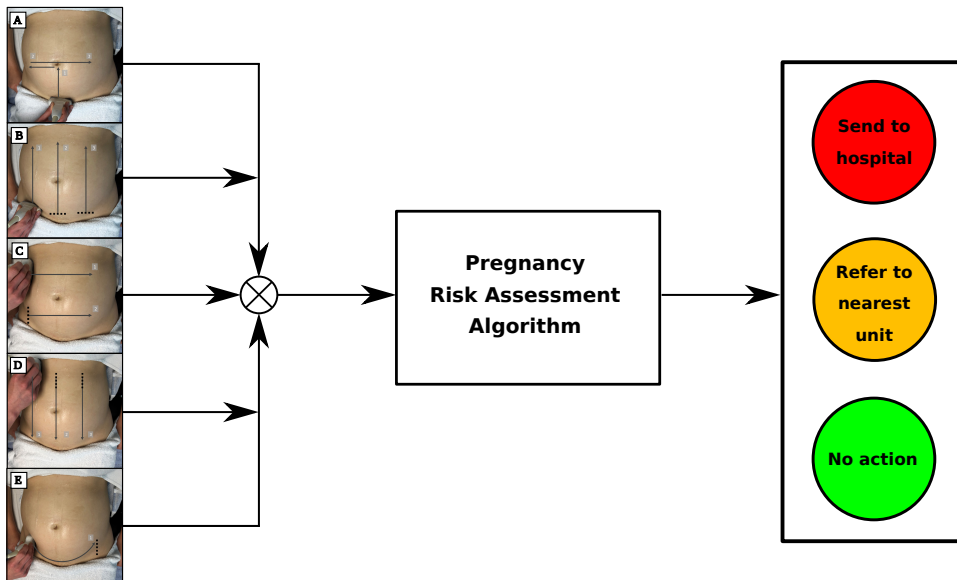 A
B
C
D
E
Pregnancy
Risk Assessment
Algorithm
Send to
hospital
Refer to
nearest
unit
No action